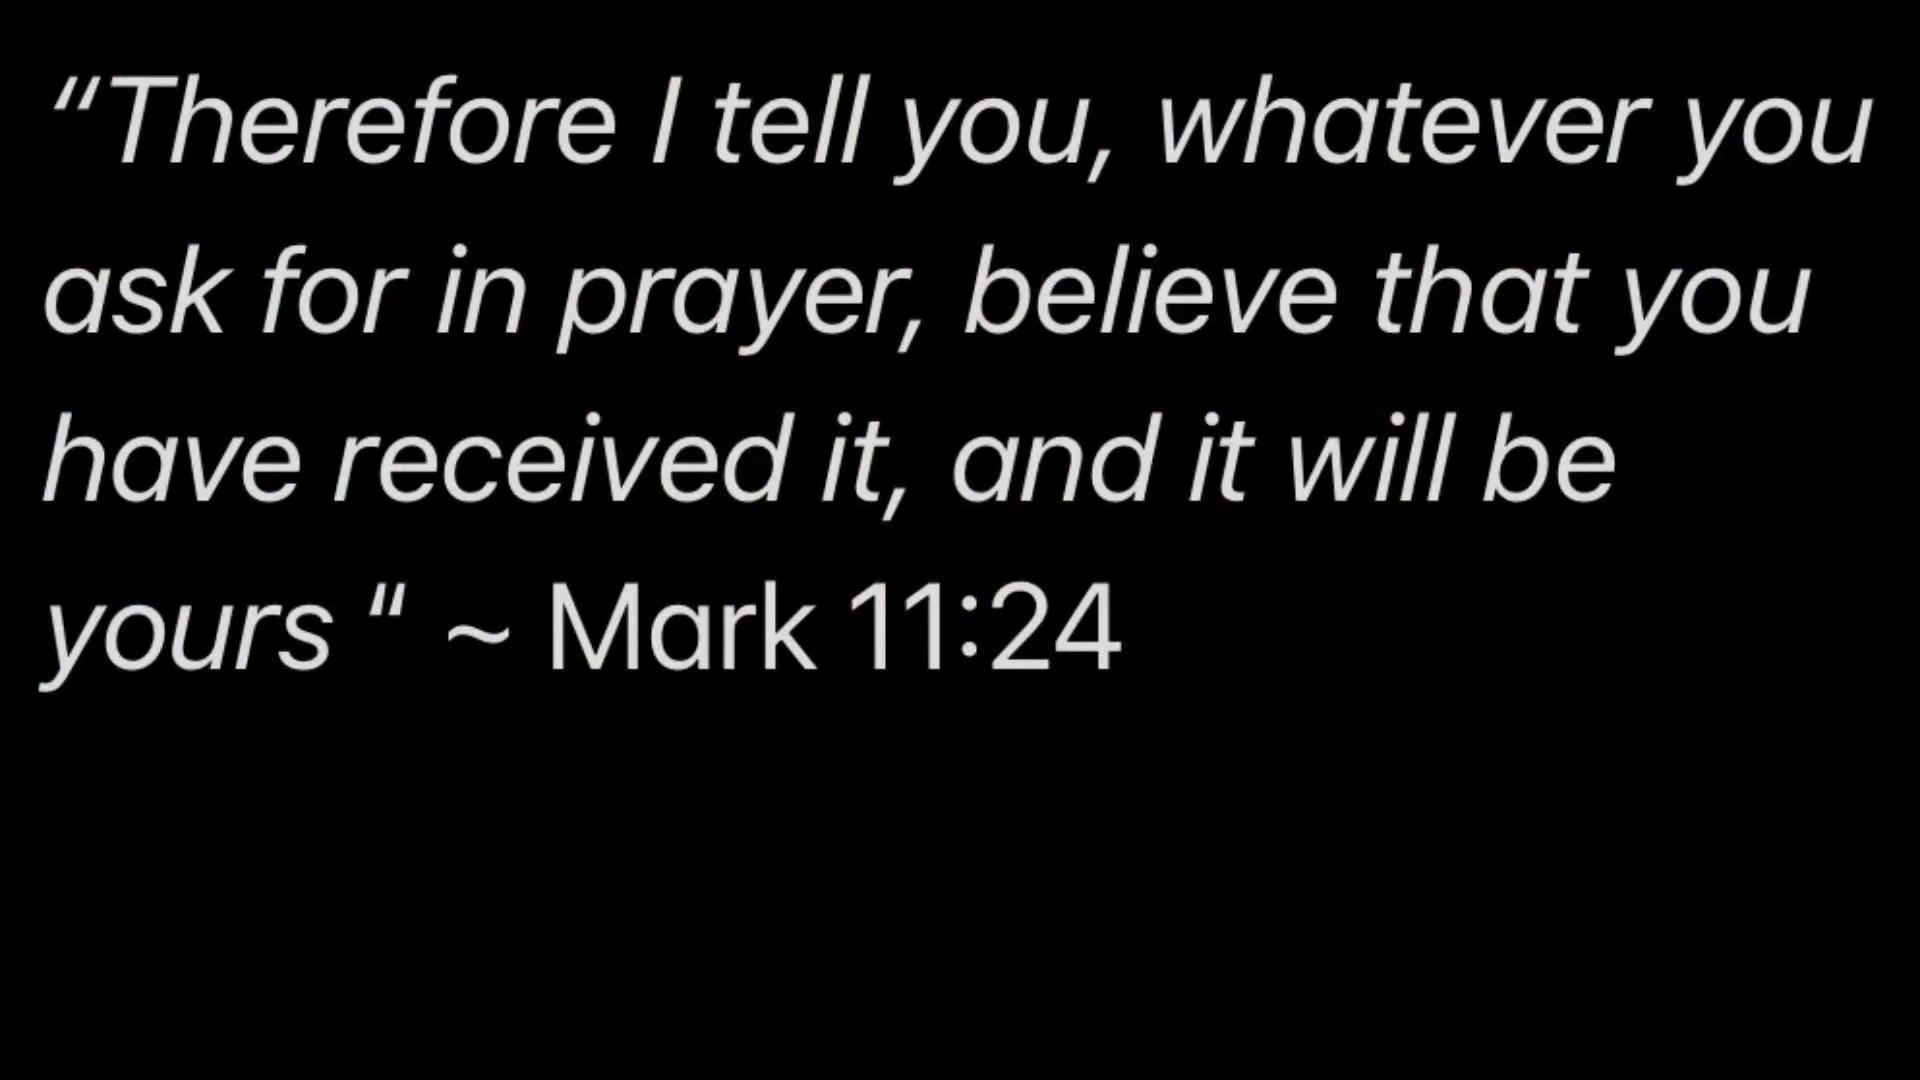 “Therefore I tell you, whatever you
ask for in prayer, believe that you
have received it, and it will be
yours “ ~ Mark 11:24